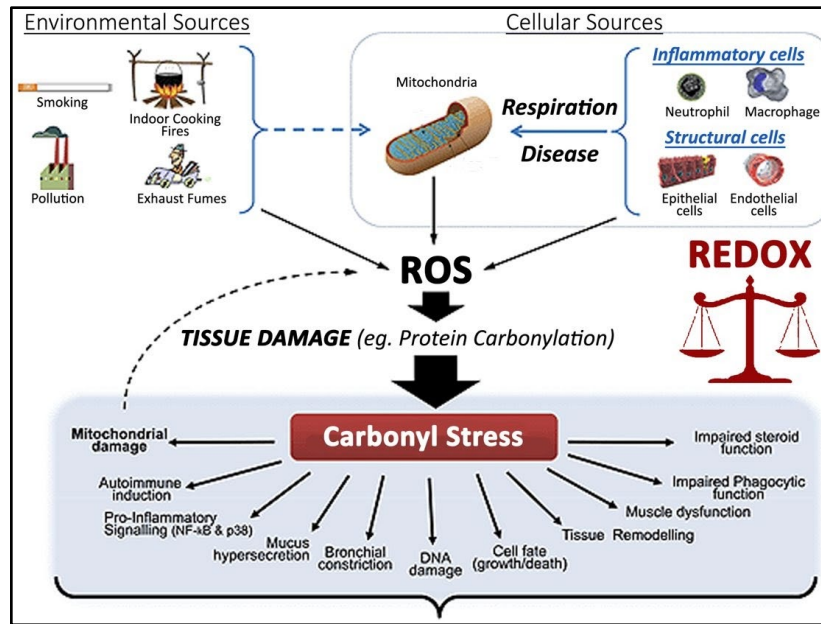 Environmental Sources
Smoking
Indoor Cooking
Fires
Pollution
Exhaust Fumes
Cellular Sources
Mitochondria
Respiration
Disease
Inflammatory cells
Neutrophil
Macrophage
Structural cells
Epithelial
cells
Endothelial
cells
ROS
REDOX
TISSUE DAMAGE (eg. Protein Carbonylation)
Carbonyl Stress
Mitochondrial
damage
Autoimmune
induction
Pro-Inflammatory
Signalling (NF-kB & p38)
Mucus
hypersecretion
Bronchial
constriction
DNA
damage
Cell fate
(growth/death)
Tissue Remodelling
Muscle dysfunction
Impaired Phagocytic
function
Impaired steroid
function